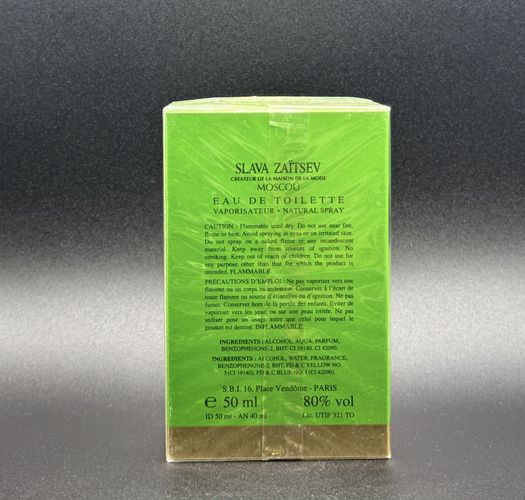 SLAVA ZAÏTSEV
CREATEUR DE LA MAISON DE LA MODE
MOSCOU
EAU DE TOILETTE
VAPORISATEUR • NATURAL SPRAY
CAUTION : Flammable until dry. Do not use near fire,
flame or heat. Avoid spraying in eyes or on irritated skin.
Do not spray on a naked flame or any incandescent
material. Keep away from sources of ignition. No
smoking. Keep out of reach of children. Do not use for
any purpose other than that for which the product is
intended. FLAMMABLE.
PRECAUTIONS D'EMPLOI : Ne pas vaporiser vers une
flamme ou un corps incandescent. Conserver à l'écart de
toute flamme ou source d'étincelles ou d'ignition. Ne pas
fumer. Conserver hors de la portée des enfants. Eviter de
vaporiser vers les yeux, ou sur une peau irritée. Ne pas
utiliser pour un usage autre que celui pour lequel le
produit est destiné. INFLAMMABLE.
INGREDIENTS : ALCOHOL, AQUA, PARFUM,
BENZOPHENONE-2, BHT, CI 19140, CI 42090.
INGREDIENTS : ALCOHOL, WATER, FRAGRANCE,
BENZOPHENONE-2, BHT, FD & C YELLOW NO
5 (CI 19140), FD & C BLUE NO 1 (CI 42090).
S.B.I. 16, Place Vendôme - PARIS
℮ 50 ml 80% vol
ID 50 ml - AN 40 ml Lic. UTIF 321 TO